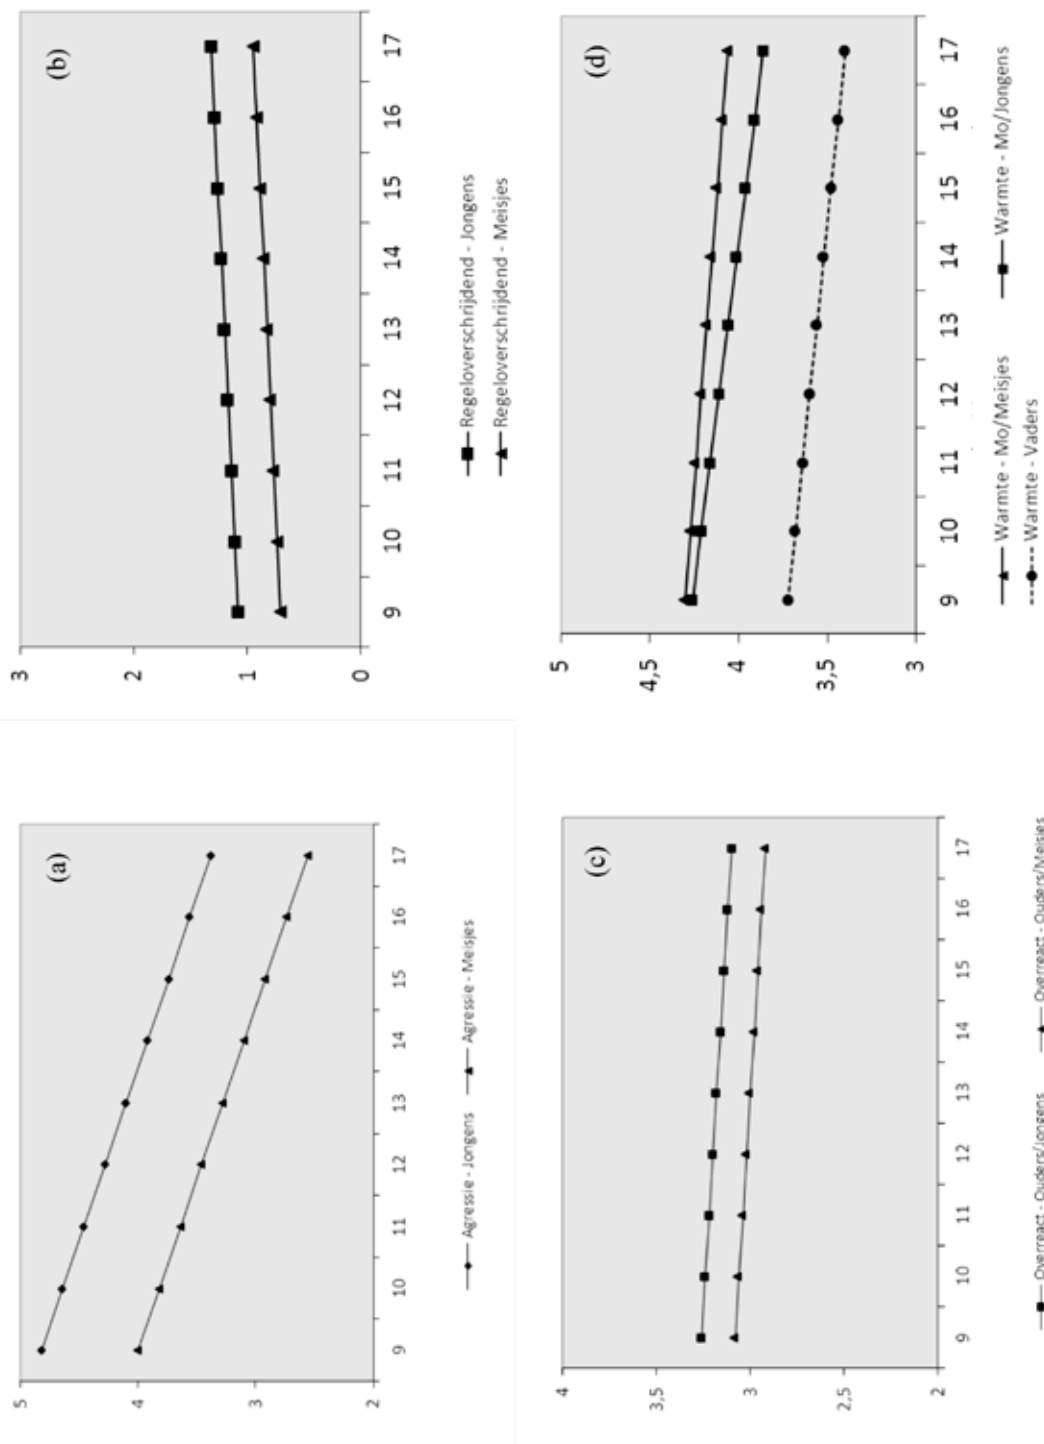 (a)
5
4
3
2
9 10 11 12 13 14 15 16 17
Agressie - Jongens Agressie - Meisjes
(b)
3
2
1
0
9 10 11 12 13 14 15 16 17
Regeloverschrijdend - Jongens
Regeloverschrijdend - Meisjes
(c)
4
3,5
3
2,5
2
9 10 11 12 13 14 15 16 17
Overreact - Ouders/Jongens Overreact - Ouders/Meisjes
(d)
5
4,5
4
3,5
3
9 10 11 12 13 14 15 16 17
Warmte - Mo/Meisjes Warmte - Mo/Jongens
Warmte - Vaders